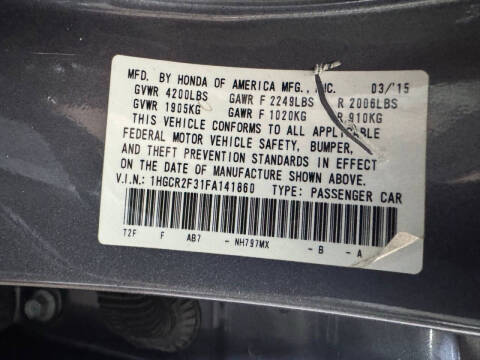 MFD. BY HONDA OF AMERICA MFG., INC. 03/15
GVWR 4200LBS GAWR F 2249LBS R 2006LBS
GVWR 1905KG GAWR F 1020KG R 910KG
THIS VEHICLE CONFORMS TO ALL APPLICABLE
FEDERAL MOTOR VEHICLE SAFETY, BUMPER,
AND THEFT PREVENTION STANDARDS IN EFFECT
ON THE DATE OF MANUFACTURE SHOWN ABOVE.
V.I.N.: 1HGCR2F31FA141860 TYPE: PASSENGER CAR
T2F F AB7 - NH797MX - B - A